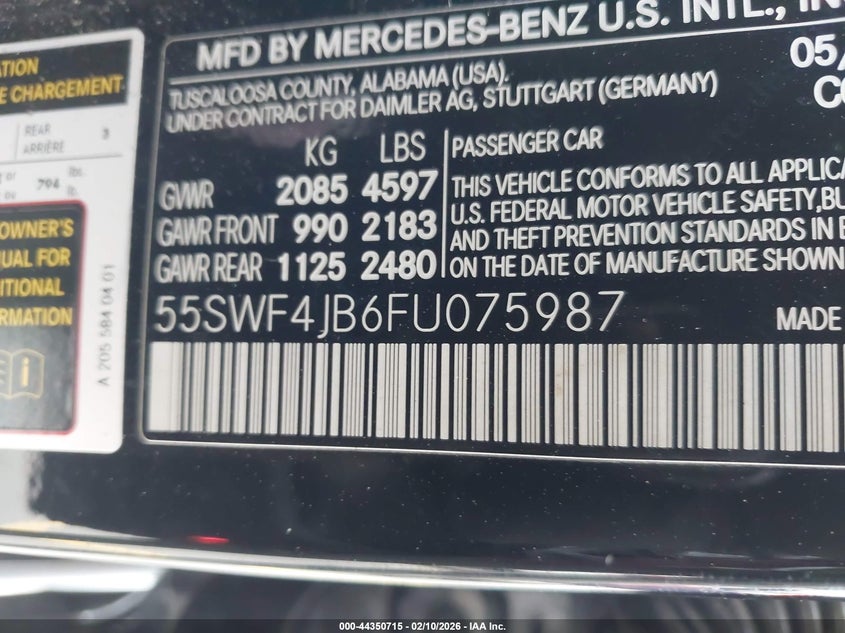 ATION
E CHARGEMENT
REAR
ARRIÈRE
3
g or
ou
794
lbs.
lb.
OWNER'S
UAL FOR
ITIONAL
RMATION
A 205 584 04 01
MFD BY MERCEDES-BENZ U.S. INTL., IN
TUSCALOOSA COUNTY, ALABAMA (USA).
UNDER CONTRACT FOR DAIMLER AG, STUTTGART (GERMANY)
05/
KG LBS
GVWR 2085 4597
GAWR FRONT 990 2183
GAWR REAR 1125 2480
PASSENGER CAR
THIS VEHICLE CONFORMS TO ALL APPLICA
U.S. FEDERAL MOTOR VEHICLE SAFETY,BU
AND THEFT PREVENTION STANDARDS IN E
ON THE DATE OF MANUFACTURE SHOWN
55SWF4JB6FU075987
MADE
000-44350715 - 02/10/2026 - IAA Inc.